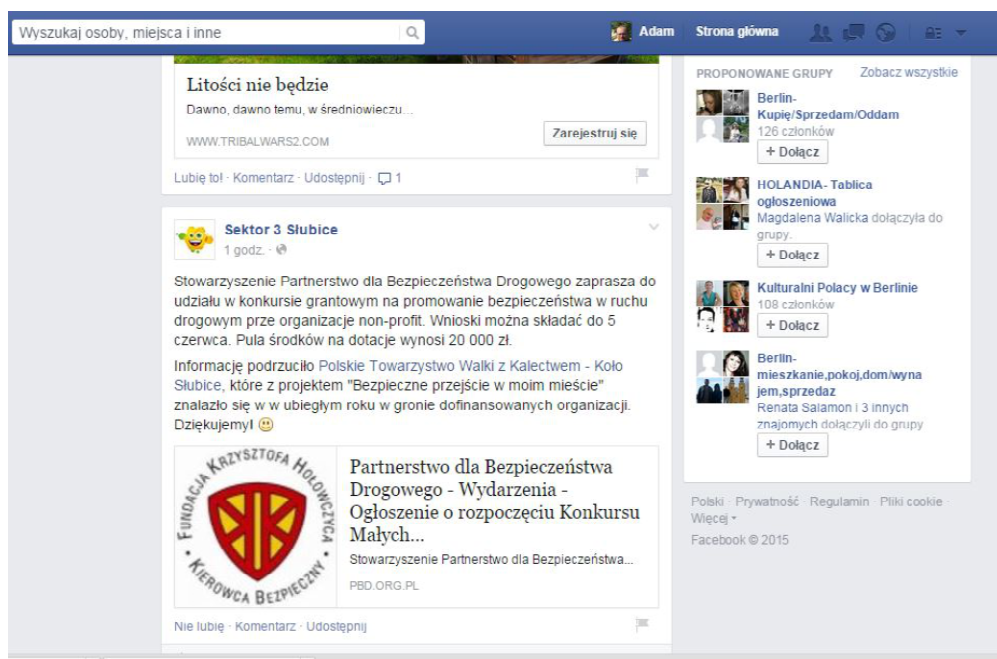 Wyszukaj osoby, miejsca i inne
Adam
Strona główna
Litości nie będzie
Dawno, dawno temu, w średniowieczu...
WWW.TRIBALWARS2.COM
Zarejestruj się
Lubię to! · Komentarz · Udostępnij · 1
Sektor 3 Słubice
1 godz. ·
Stowarzyszenie Partnerstwo dla Bezpieczeństwa Drogowego zaprasza do
udziału w konkursie grantowym na promowanie bezpieczeństwa w ruchu
drogowym prze organizacje non-profit. Wnioski można składać do 5
czerwca. Pula środków na dotacje wynosi 20 000 zł.
Informację podrzuciło Polskie Towarzystwo Walki z Kalectwem - Koło
Słubice, które z projektem "Bezpieczne przejście w moim mieście"
znalazło się w w ubiegłym roku w gronie dofinansowanych organizacji.
Dziękujemy!
FUNDACJA KRZYSZTOFA HOŁOWCZYCA
• KIEROWCA BEZPIECZNY •
Partnerstwo dla Bezpieczeństwa
Drogowego - Wydarzenia -
Ogłoszenie o rozpoczęciu Konkursu
Małych...
Stowarzyszenie Partnerstwo dla Bezpieczeństwa...
PBD.ORG.PL
Nie lubię · Komentarz · Udostępnij
PROPONOWANE GRUPY
Zobacz wszystkie
Berlin-
Kupię/Sprzedam/Oddam
126 członków
+ Dołącz
HOLANDIA- Tablica
ogłoszeniowa
Magdalena Walicka dołączyła do
grupy.
+ Dołącz
Kulturalni Polacy w Berlinie
108 członków
+ Dołącz
Berlin-
mieszkanie,pokoj,dom/wyna
jem,sprzedaz
Renata Salamon i 3 innych
znajomych dołączyli do grupy
+ Dołącz
Polski · Prywatność · Regulamin · Pliki cookie ·
Więcej
Facebook © 2015